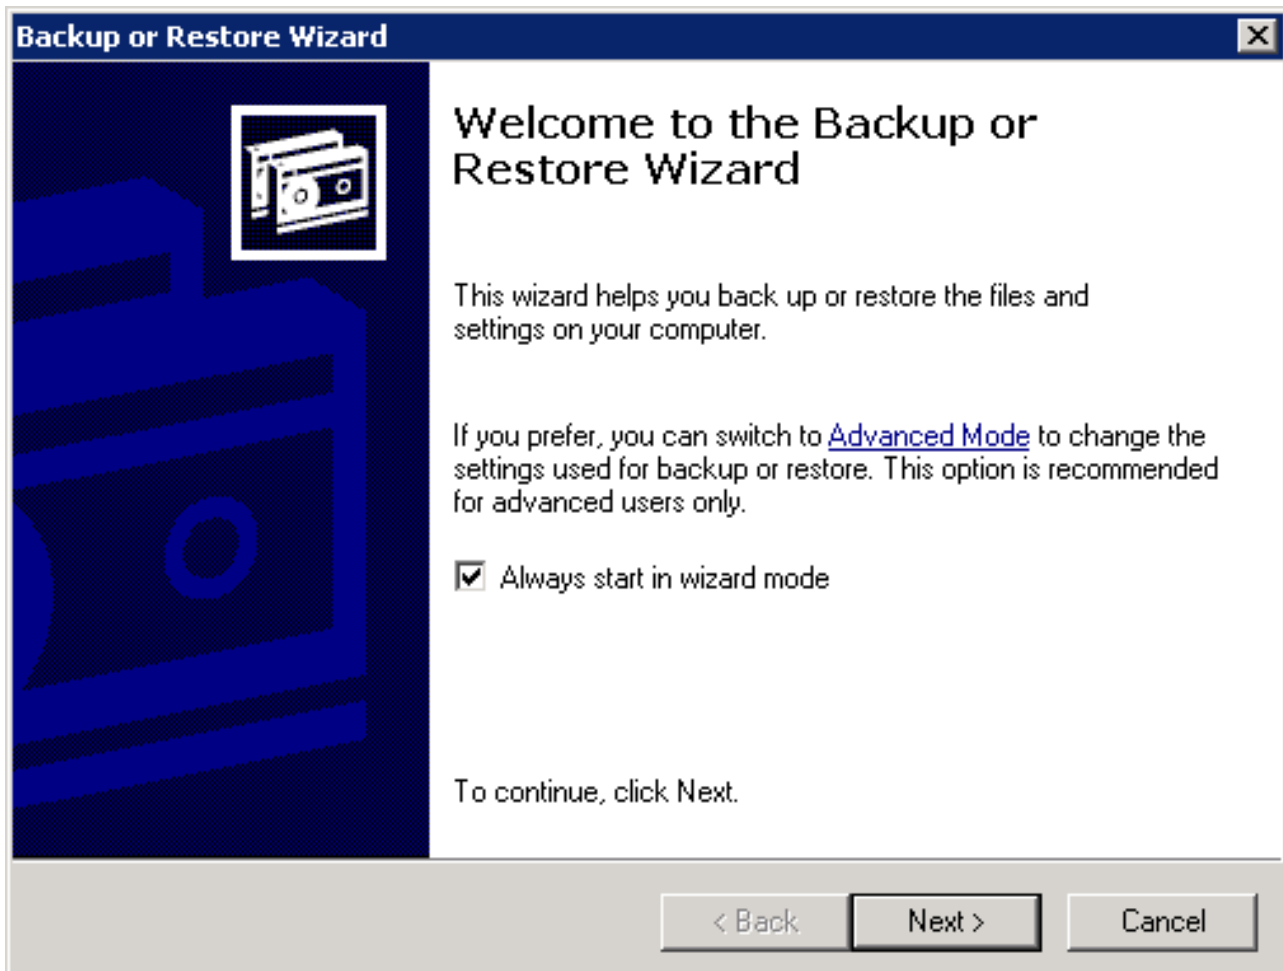 Backup or Restore Wizard
Welcome to the Backup or
Restore Wizard
This wizard helps you back up or restore the files and
settings on your computer.
If you prefer, you can switch to Advanced Mode to change the
settings used for backup or restore. This option is recommended
for advanced users only.
Always start in wizard mode
To continue, click Next.
< Back
Next >
Cancel